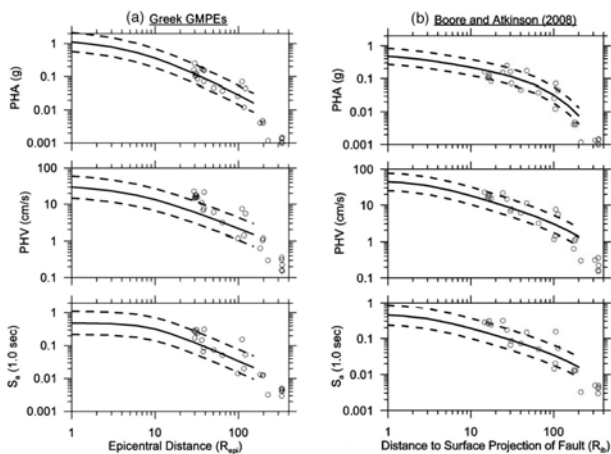 (a) Greek GMPEs
(b) Boore and Atkinson (2008)
PHA (g)
1
0.1
0.01
0.001
PHA (g)
1
0.1
0.01
0.001
PHV (cm/s)
100
10
1
0.1
PHV (cm/s)
100
10
1
0.1
Sa (1.0 sec)
1
0.1
0.01
0.001
1 10 100
Epicentral Distance (Repi)
Sa (1.0 sec)
1
0.1
0.01
0.001
1 10 100
Distance to Surface Projection of Fault (Rjb)